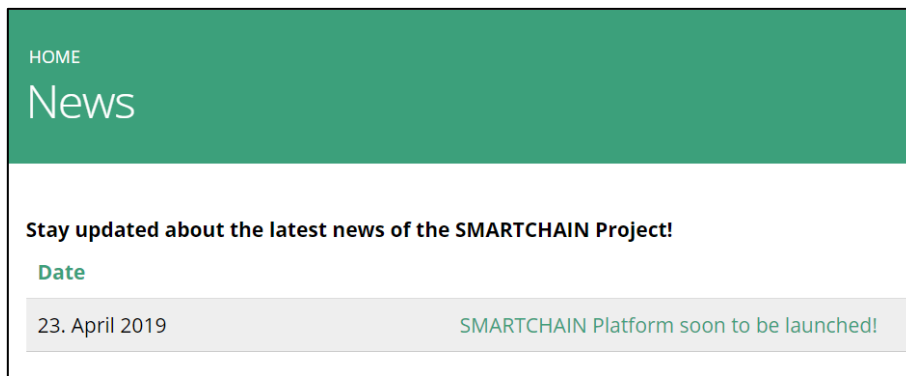 HOME
News
Stay updated about the latest news of the SMARTCHAIN Project!
Date
23. April 2019 SMARTCHAIN Platform soon to be launched!